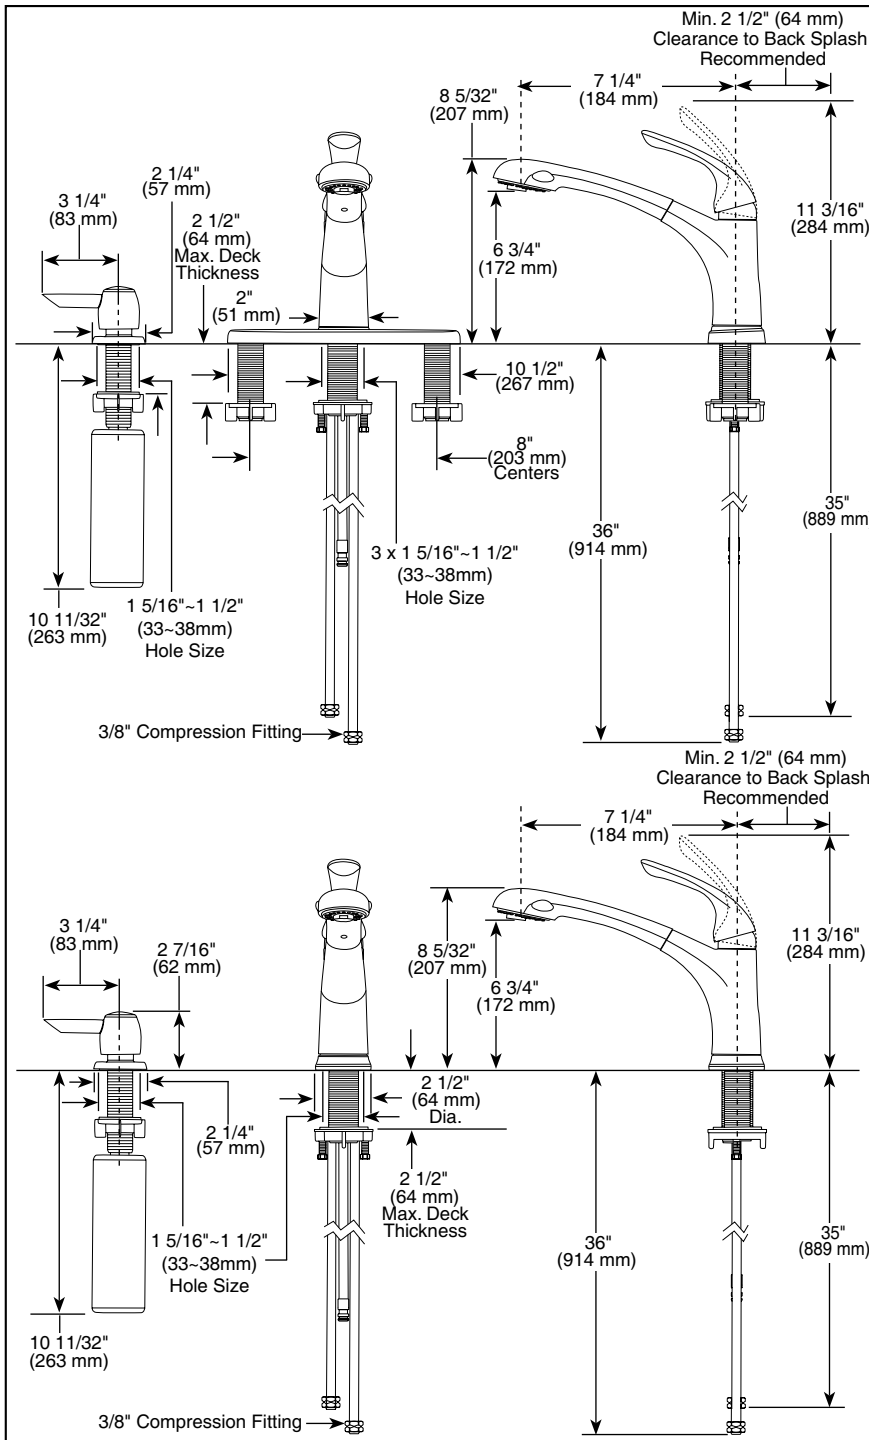 Min. 2 1/2" (64 mm)
Clearance to Back Splash
Recommended
7 1/4"
(184 mm)
8 5/32"
(207 mm)
2 1/4"
(57 mm)
3 1/4"
(83 mm)
2 1/2"
(64 mm)
Max. Deck
Thickness
11 3/16"
(284 mm)
6 3/4"
(172 mm)
2"
(51 mm)
10 1/2"
(267 mm)
8"
(203 mm)
Centers
35"
(889 mm
36"
(914 mm)
3 x 1 5/16"~1 1/2"
(33~38mm)
Hole Size
10 11/32"
(263 mm)
1 5/16"~1 1/2"
(33~38mm)
Hole Size
3/8" Compression Fitting
Min. 2 1/2" (64 mm)
Clearance to Back Splash
Recommended
7 1/4"
(184 mm)
3 1/4"
(83 mm)
2 7/16"
(62 mm)
8 5/32"
(207 mm)
11 3/16"
(284 mm)
6 3/4"
(172 mm)
2 1/2"
(64 mm)
Dia.
2 1/4"
(57 mm)
2 1/2"
(64 mm)
Max. Deck
Thickness
1 5/16"~1 1/2"
(33~38mm)
Hole Size
36"
(914 mm)
35"
(889 mm)
10 11/32"
(263 mm)
3/8" Compression Fitting